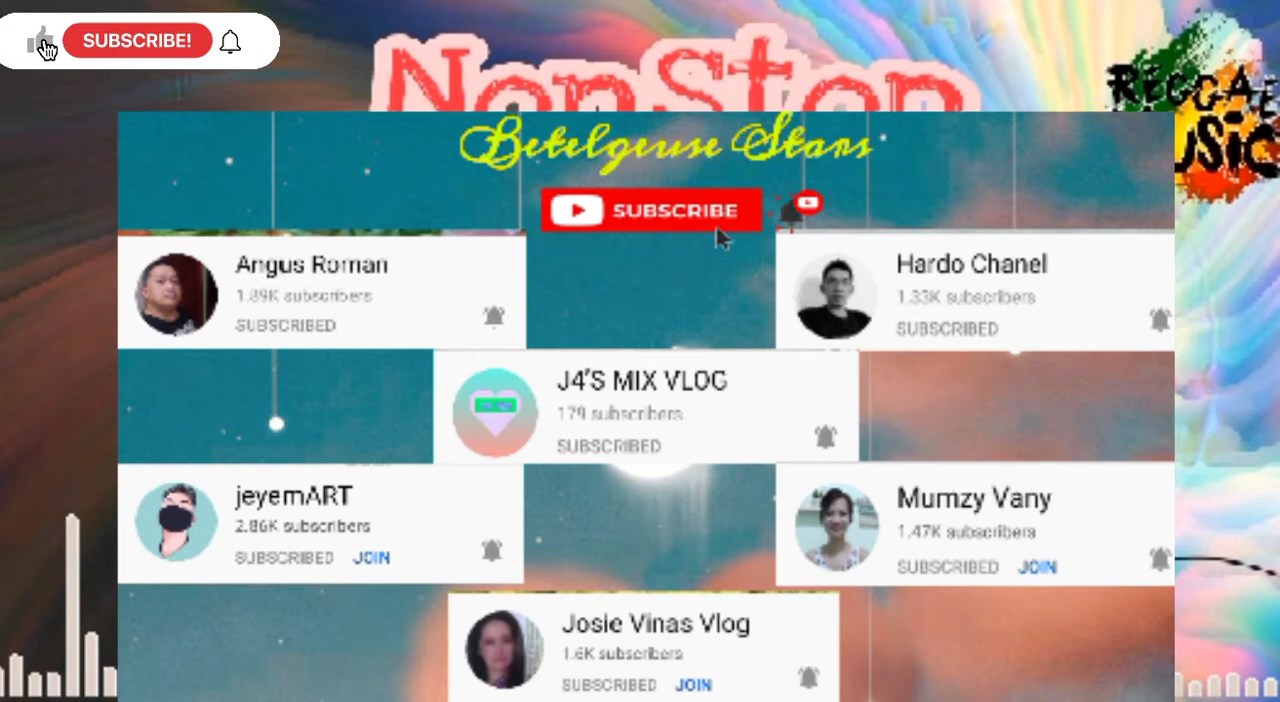 SUBSCRIBE!
NonStop
REGGAE
MUSIC
Betelgeuse Stars
SUBSCRIBE
Angus Roman
1.89K subscribers
SUBSCRIBED
Hardo Chanel
1.33K subscribers
SUBSCRIBED
J4'S MIX VLOG
179 subscribers
SUBSCRIBED
jeyemART
2.86K subscribers
SUBSCRIBED JOIN
Mumzy Vany
1.47K subscribers
SUBSCRIBED JOIN
Josie Vinas Vlog
1.6K subscribers
SUBSCRIBED JOIN